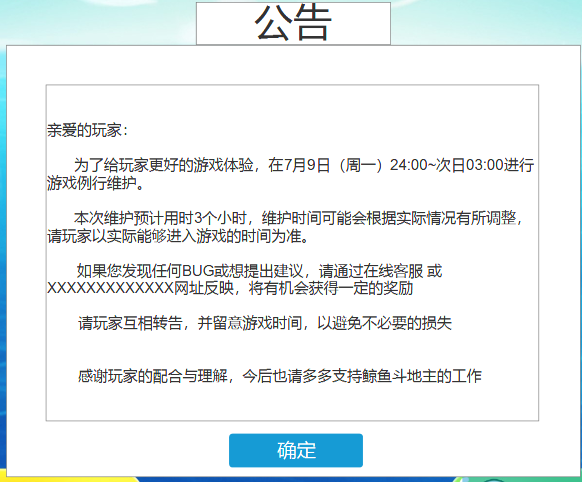 公告
亲爱的玩家：
为了给玩家更好的游戏体验，在7月9日（周一）24:00~次日03:00进行
游戏例行维护。
本次维护预计用时3个小时，维护时间可能会根据实际情况有所调整，
请玩家以实际能够进入游戏的时间为准。
如果您发现任何BUG或想提出建议，请通过在线客服 或
XXXXXXXXXXXXX网址反映，将有机会获得一定的奖励
请玩家互相转告，并留意游戏时间，以避免不必要的损失
感谢玩家的配合与理解，今后也请多多支持鲸鱼斗地主的工作
确定